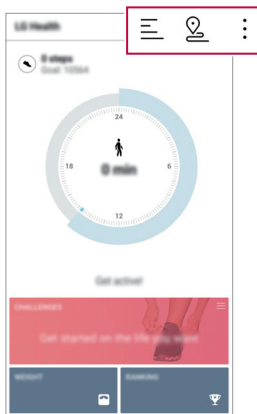 LG Health
0 steps
Goal: 10564
24
18
6
0 min
12
Get active!
CHALLENGES
Get started on the life you want
WEIGHT
RANKING